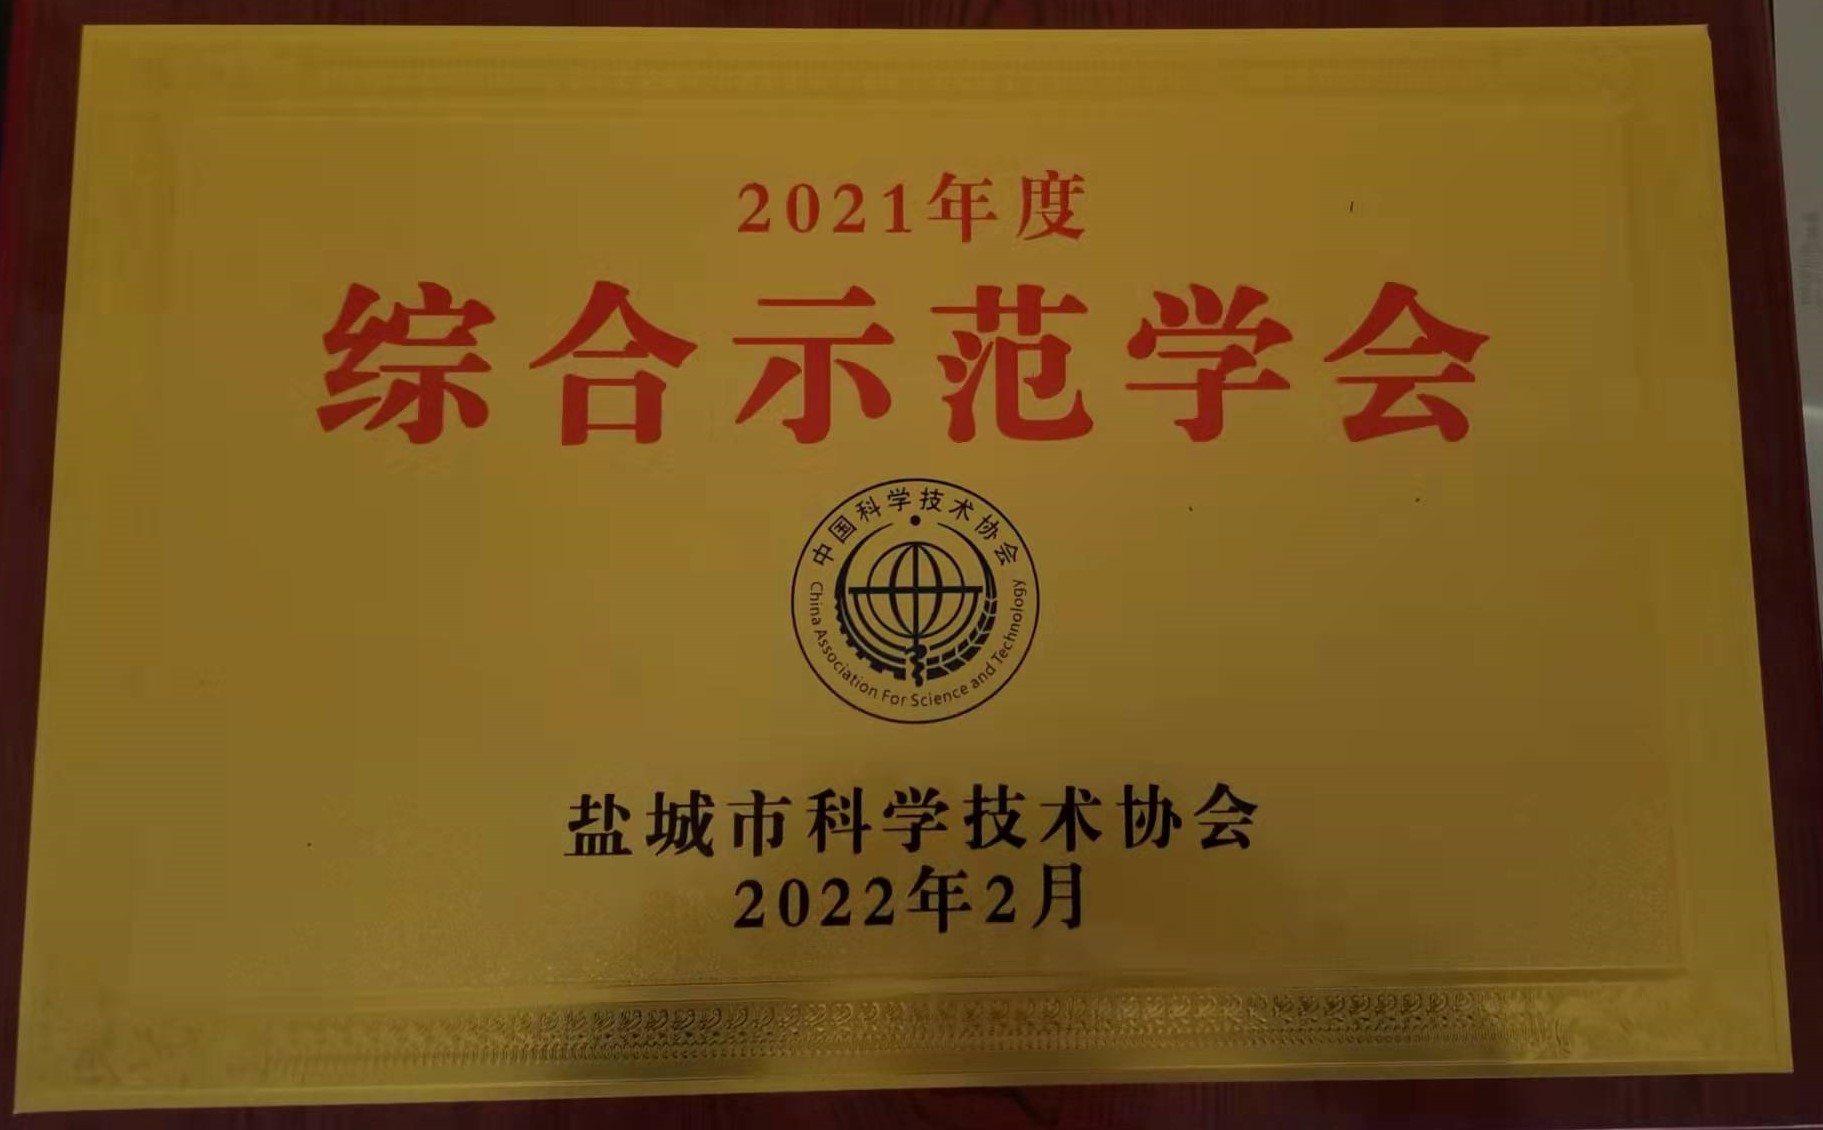 2021年度
综合示范学会
中国科学技术协会
China Association For Science and Technology
盐城市科学技术协会
2022年2月